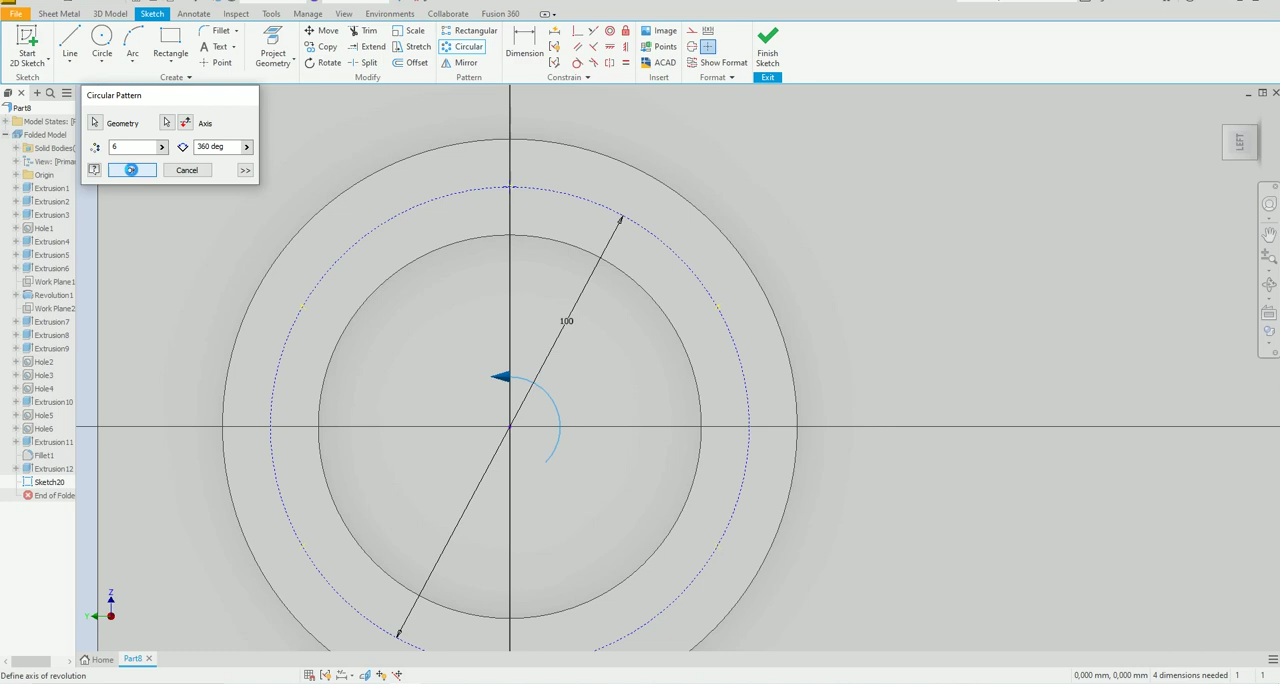 File Sheet Metal 3D Model Sketch Annotate Inspect Tools Manage View Environments Collaborate Fusion 360
Start
2D Sketch
Line
Circle
Arc
Rectangle
Fillet
Text
Point
Project
Geometry
Move
Copy
Rotate
Trim
Extend
Split
Scale
Stretch
Offset
Rectangular
Circular
Mirror
Dimension
Image
Points
ACAD
Show Format
Finish
Sketch
Sketch Create Modify Pattern Constrain Insert Format Exit
Part8
Model States: [
Folded Model
Solid Bodies(
View: [Prima
Origin
Extrusion1
Extrusion2
Extrusion3
Hole1
Extrusion4
Extrusion5
Extrusion6
Work Plane1
Revolution1
Work Plane2
Extrusion7
Extrusion8
Extrusion9
Hole2
Hole3
Hole4
Extrusion10
Hole5
Hole6
Extrusion11
Fillet1
Extrusion12
Sketch20
End of Folde
Circular Pattern
Geometry Axis
6 360 deg
Cancel >>
LEFT
100
Z
Y
Home Part8
Define axis of revolution
0,000 mm, 0,000 mm 4 dimensions needed 1 1